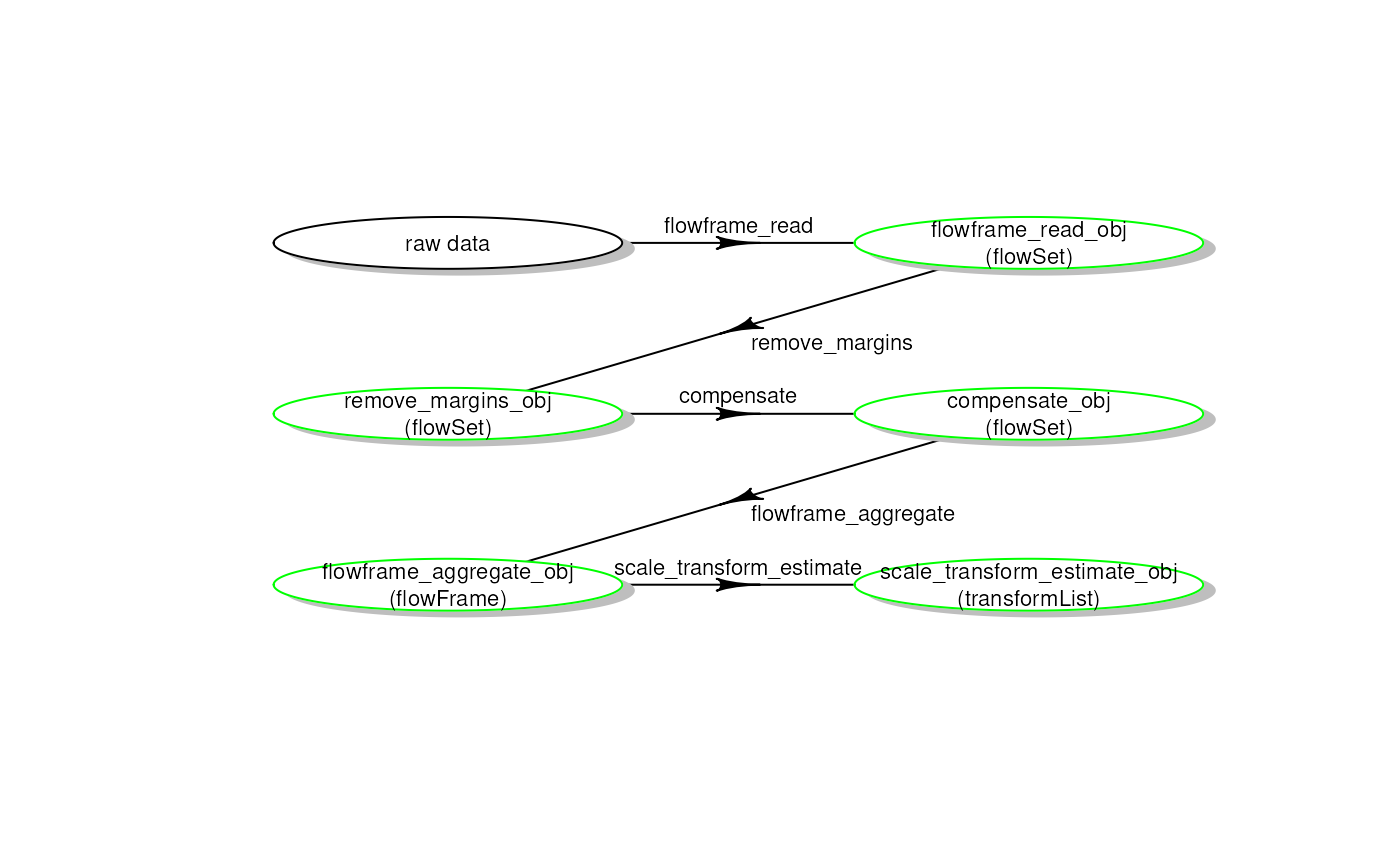 raw data
flowframe_read
flowframe_read_obj
(flowSet)
remove_margins
remove_margins_obj
(flowSet)
compensate
compensate_obj
(flowSet)
flowframe_aggregate
flowframe_aggregate_obj
(flowFrame)
scale_transform_estimate
scale_transform_estimate_obj
(transformList)